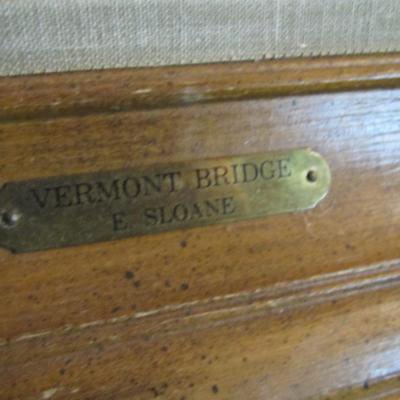 VERMONT BRIDGE
E. SLOANE